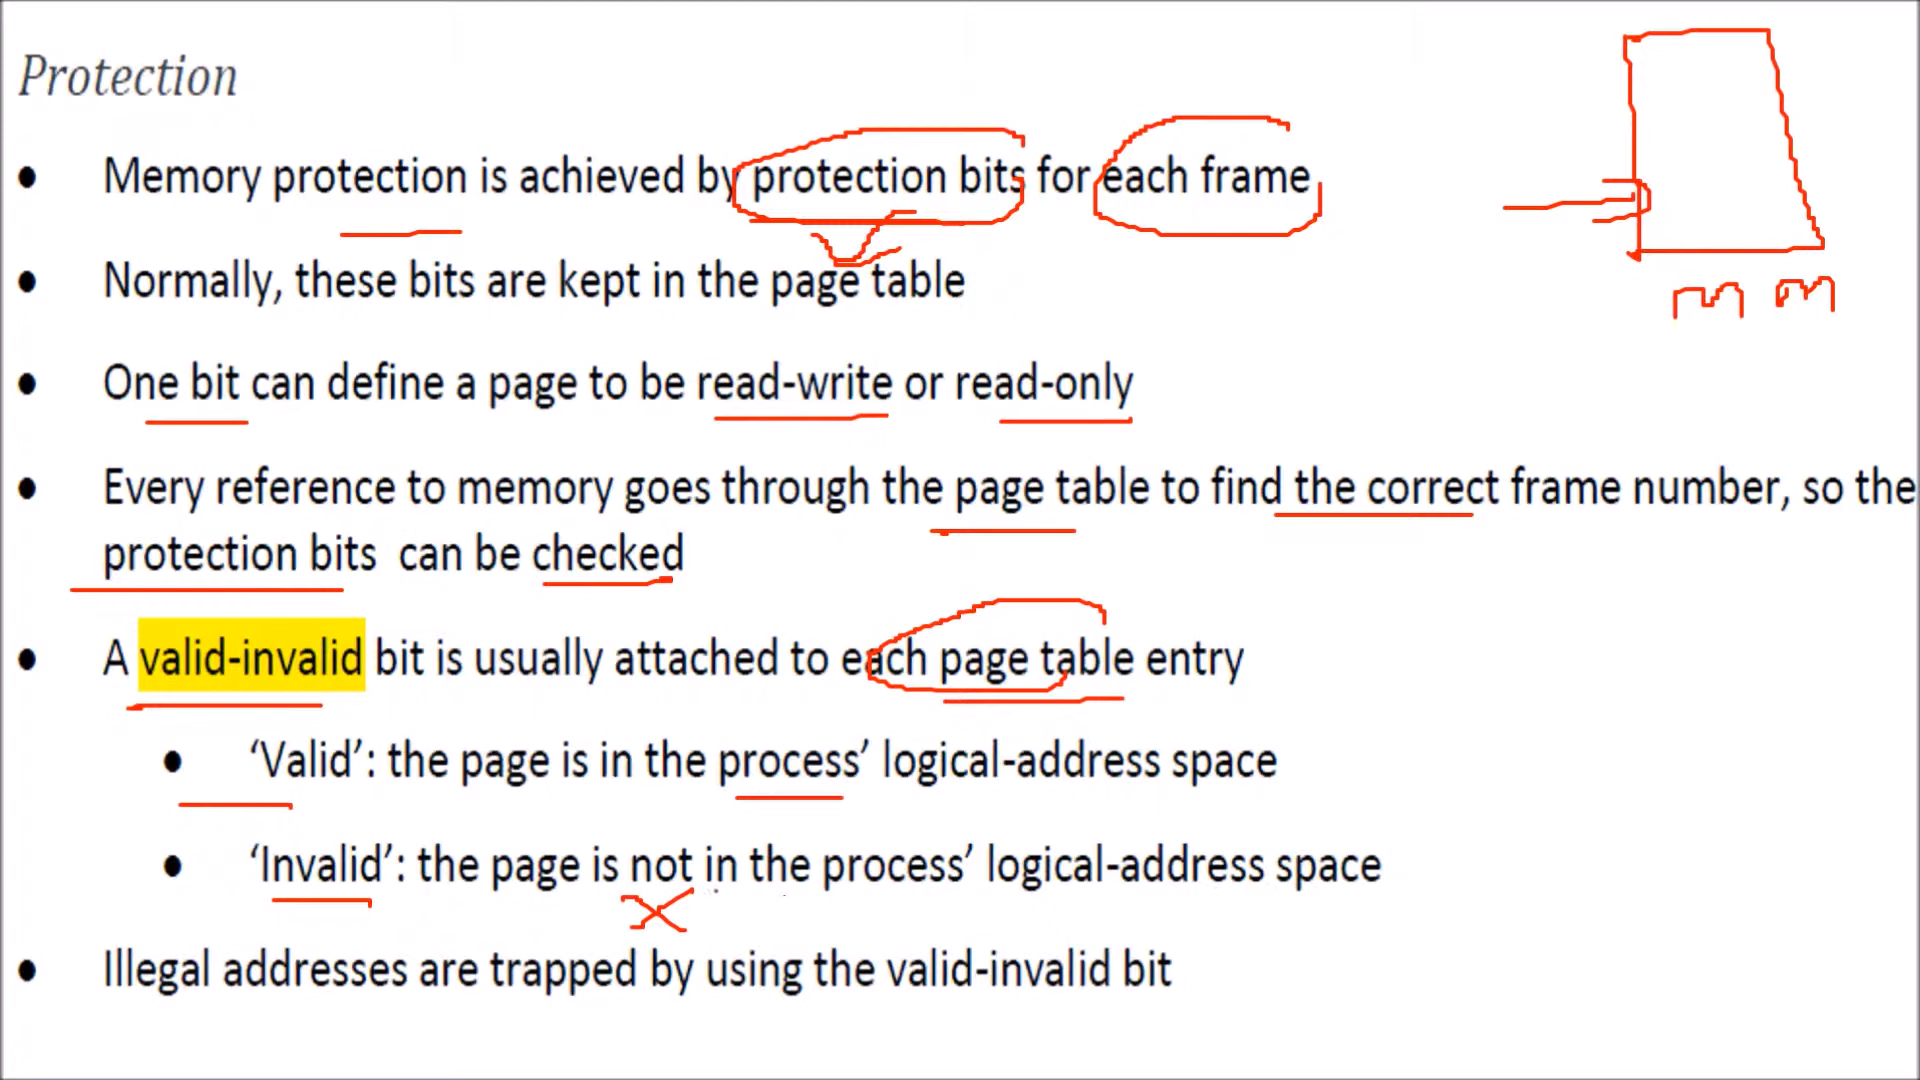 Protection
• Memory protection is achieved by protection bits for each frame
• Normally, these bits are kept in the page table
• One bit can define a page to be read-write or read-only
• Every reference to memory goes through the page table to find the correct frame number, so the
protection bits can be checked
• A valid-invalid bit is usually attached to each page table entry
• ‘Valid’: the page is in the process’ logical-address space
• ‘Invalid’: the page is not in the process’ logical-address space
• Illegal addresses are trapped by using the valid-invalid bit
m m